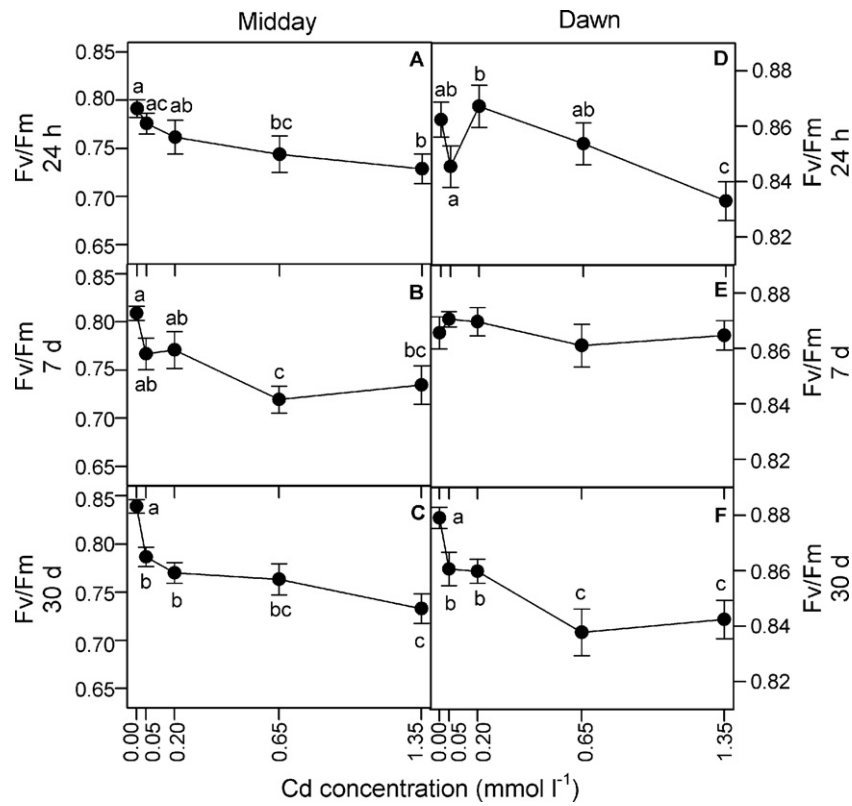 Midday
Dawn
A
0.85
0.80
0.75
0.70
0.65
Fv/Fm
24 h
a
ac
ab
bc
b
D
ab
a
b
ab
c
0.88
0.86
0.84
0.82
Fv/Fm
24 h
B
0.85
0.80
0.75
0.70
0.65
Fv/Fm
7 d
a
ab
ab
c
bc
E
0.88
0.86
0.84
0.82
Fv/Fm
7 d
C
0.85
0.80
0.75
0.70
0.65
Fv/Fm
30 d
a
b
b
bc
c
F
a
b
b
c
c
0.88
0.86
0.84
0.82
Fv/Fm
30 d
0.00
0.05
0.20
0.65
1.35
0.00
0.05
0.20
0.65
1.35
Cd concentration (mmol l⁻¹)